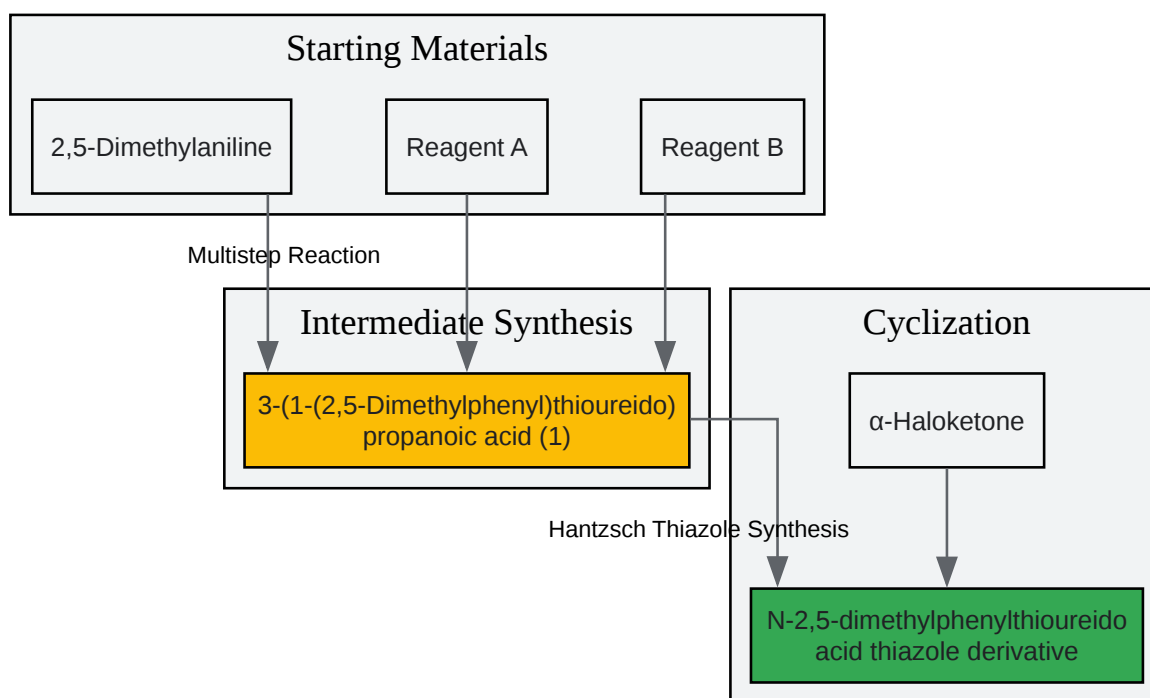 Starting Materials
2,5-Dimethylaniline
Reagent A
Reagent B
Multistep Reaction
Intermediate Synthesis
Cyclization
3-(1-(2,5-Dimethylphenyl)thioureido)
propanoic acid (1)
α-Haloketone
Hantzsch Thiazole Synthesis
N-2,5-dimethylphenylthioureido
acid thiazole derivative